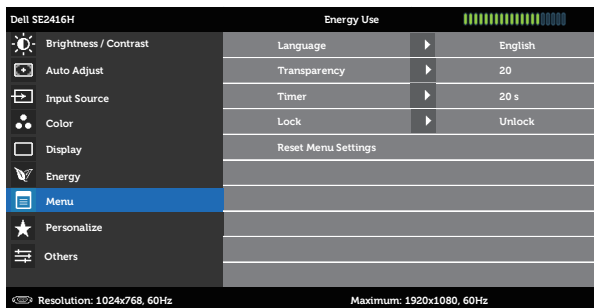 Dell SE2416H Energy Use
Brightness / Contrast Language English
Auto Adjust Transparency 20
Input Source Timer 20 s
Color Lock Unlock
Display Reset Menu Settings
Energy
Menu
Personalize
Others
Resolution: 1024x768, 60Hz Maximum: 1920x1080, 60Hz